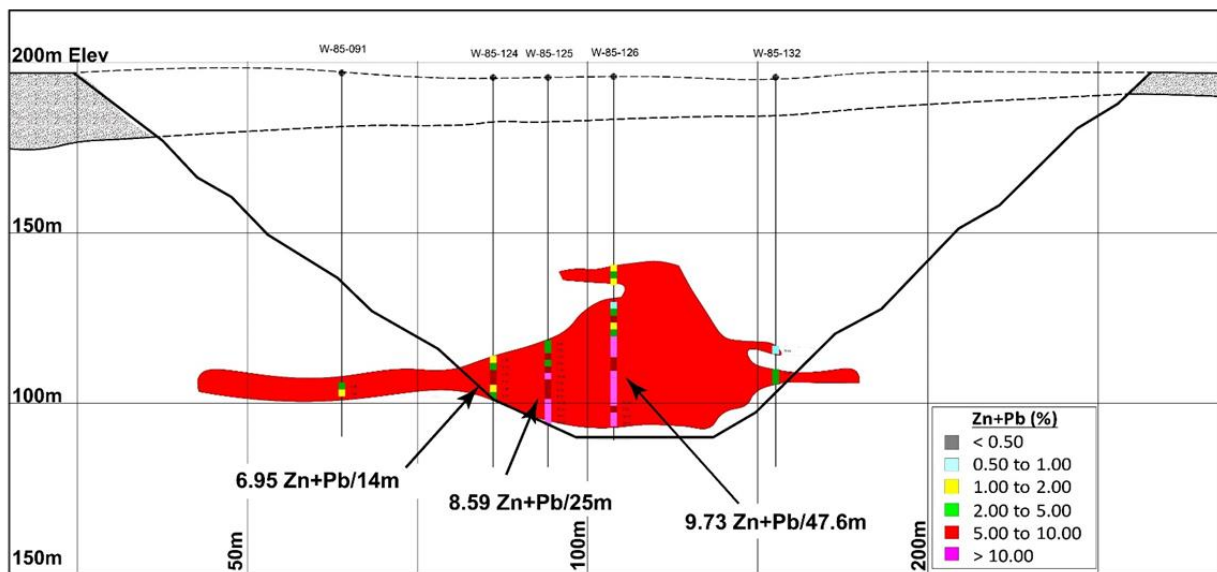 W-85-091
W-85-124 W-85-125 W-85-126
W-85-132
200m Elev
150m
100m
6.95 Zn+Pb/14m
8.59 Zn+Pb/25m
9.73 Zn+Pb/47.6m
150m
50m
100m
200m
Zn+Pb (%)
< 0.50
0.50 to 1.00
1.00 to 2.00
2.00 to 5.00
5.00 to 10.00
> 10.00